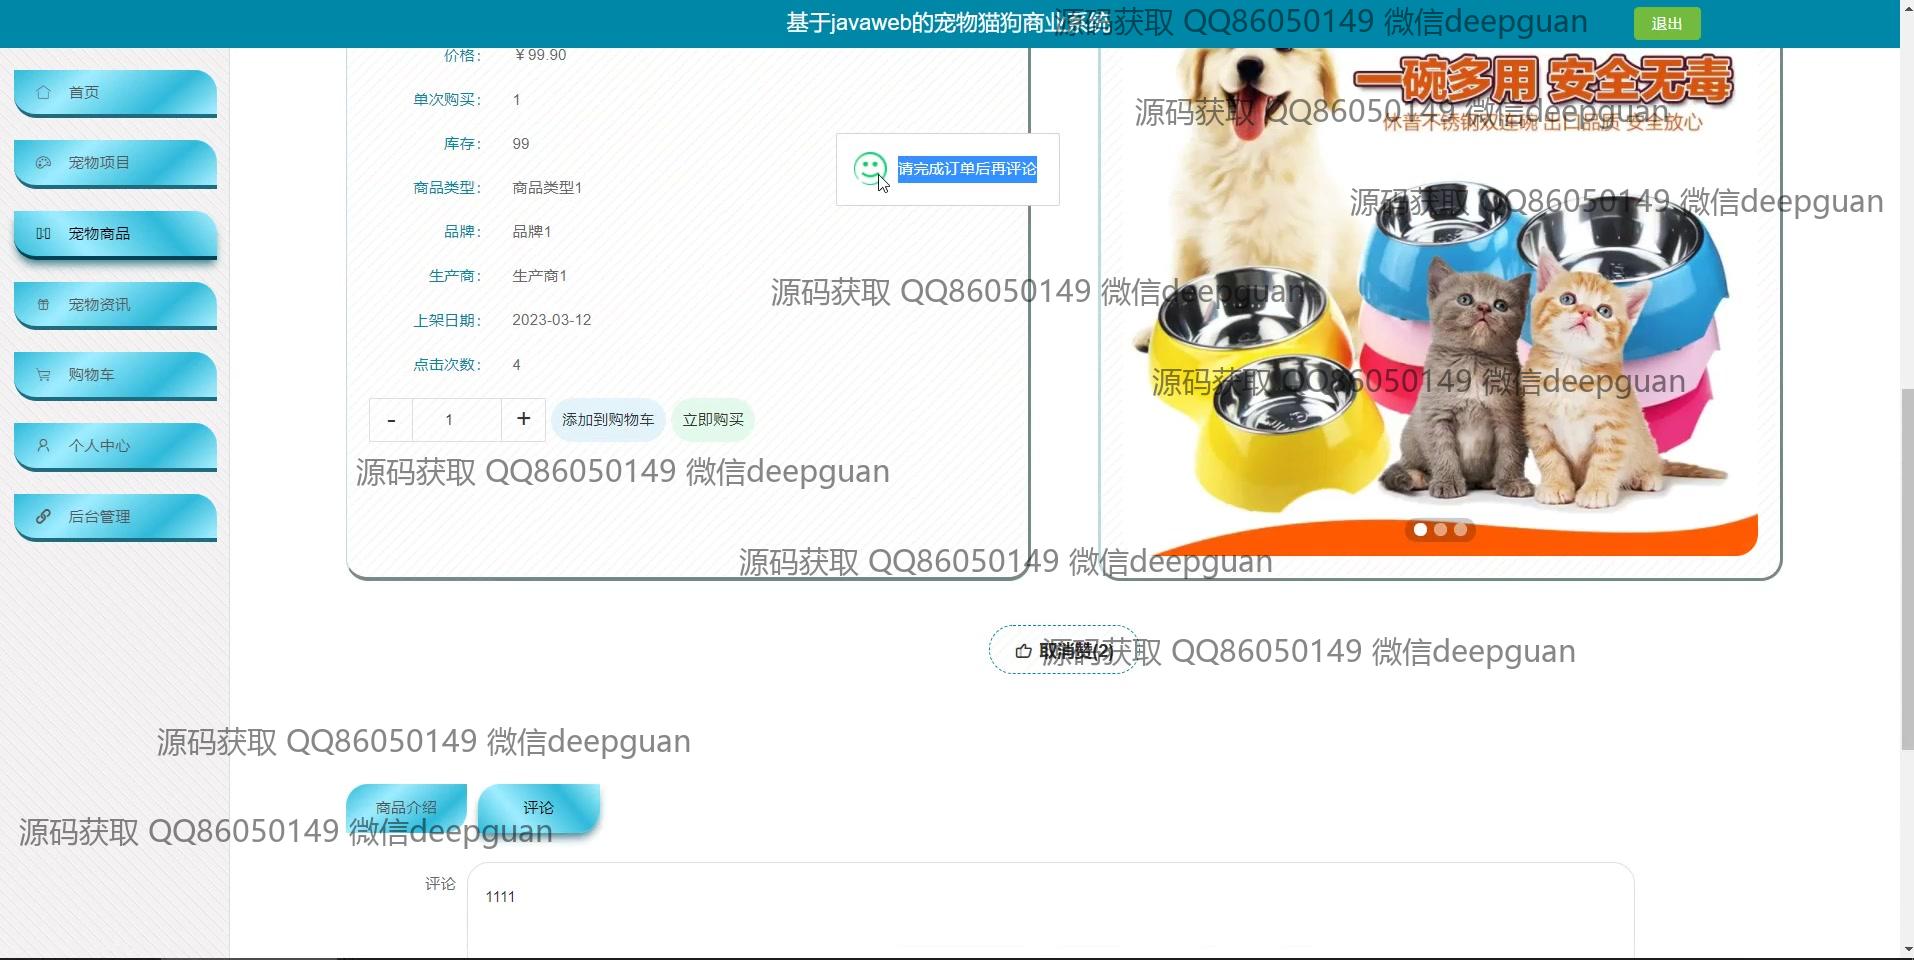 基于javaweb的宠物猫狗商业系统
源码获取 QQ86050149 微信deepguan
退出
首页
宠物项目
宠物商品
宠物资讯
购物车
个人中心
后台管理
价格： ￥99.90
单次购买： 1
库存： 99
商品类型： 商品类型1
品牌： 品牌1
生产商： 生产商1
上架日期： 2023-03-12
点击次数： 4
- 1 + 添加到购物车 立即购买
请完成订单后再评论
一碗多用 安全无毒
休普不锈钢双连碗 出口品质 安全放心
源码获取 QQ86050149 微信deepguan
源码获取 QQ86050149 微信deepguan
源码获取 QQ86050149 微信deepguan
源码获取 QQ86050149 微信deepguan
源码获取 QQ86050149 微信deepguan
源码获取 QQ86050149 微信deepguan
取消赞(2)
源码获取 QQ86050149 微信deepguan
源码获取 QQ86050149 微信deepguan
商品介绍
评论
源码获取 QQ86050149 微信deepguan
评论
1111